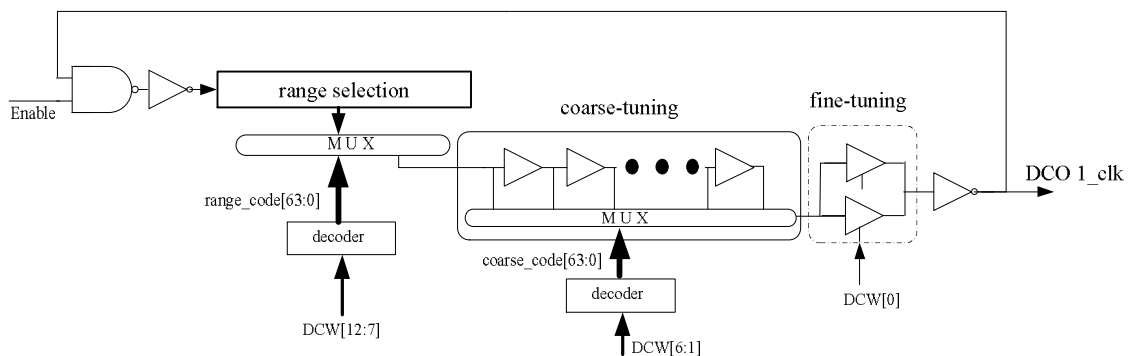 Enable
range selection
M U X
range_code[63:0]
decoder
DCW[12:7]
coarse-tuning
M U X
coarse_code[63:0]
decoder
DCW[6:1]
fine-tuning
DCW[0]
DCO 1_clk